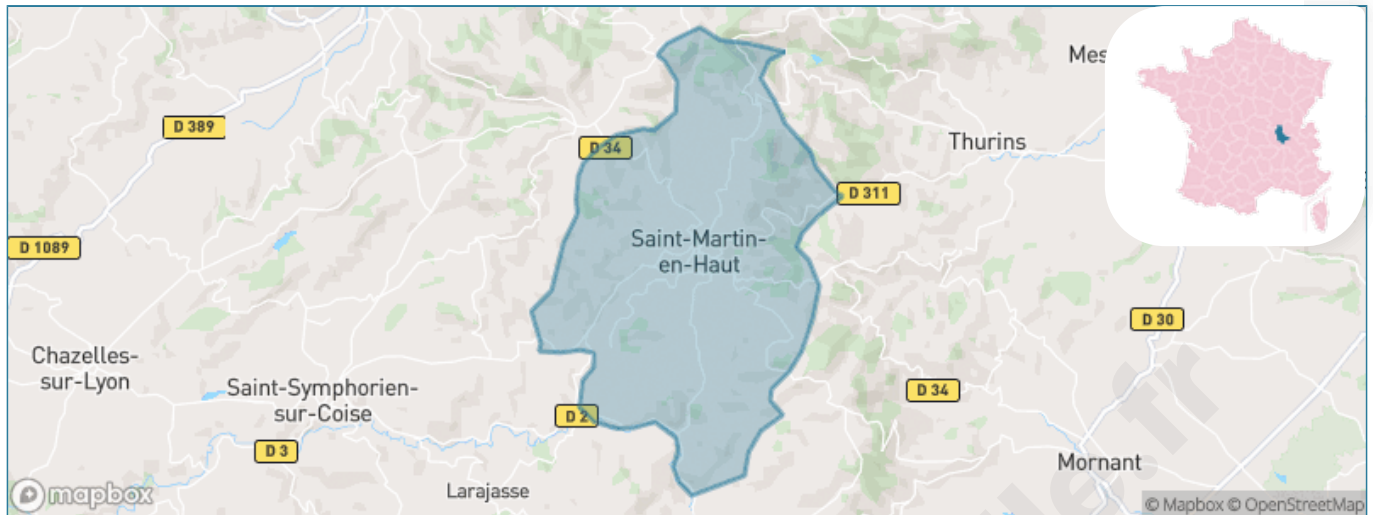 Mes
D 389
Thurins
D 34
D 311
D 1089
Saint-Martin-
en-Haut
D 30
Chazelles-
sur-Lyon
Saint-Symphorien-
sur-Coise
D 34
D 2
D 3
Mornant
Larajasse
mapbox
© Mapbox © OpenStreetMap